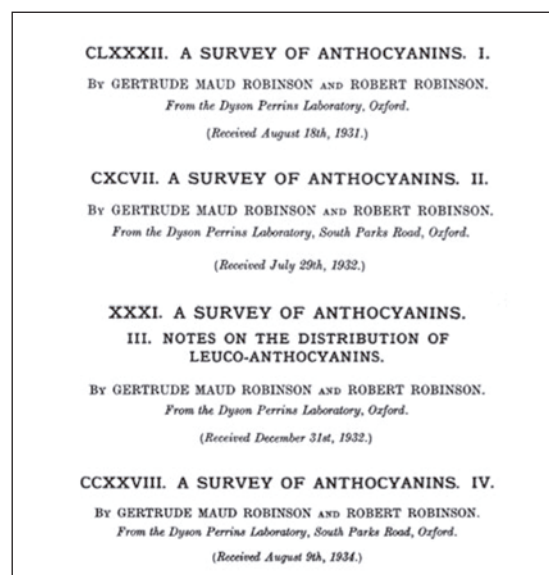 CLXXXII. A SURVEY OF ANTHOCYANINS. I.
By GERTRUDE MAUD ROBINSON AND ROBERT ROBINSON.
From the Dyson Perrins Laboratory, Oxford.
(Received August 18th, 1931.)
CXCVII. A SURVEY OF ANTHOCYANINS. II.
By GERTRUDE MAUD ROBINSON AND ROBERT ROBINSON.
From the Dyson Perrins Laboratory, South Parks Road, Oxford.
(Received July 29th, 1932.)
XXXI. A SURVEY OF ANTHOCYANINS.
III. NOTES ON THE DISTRIBUTION OF
LEUCO-ANTHOCYANINS.
By GERTRUDE MAUD ROBINSON AND ROBERT ROBINSON.
From the Dyson Perrins Laboratory, Oxford.
(Received December 31st, 1932.)
CCXXVIII. A SURVEY OF ANTHOCYANINS. IV.
By GERTRUDE MAUD ROBINSON AND ROBERT ROBINSON.
From the Dyson Perrins Laboratory, South Parks Road, Oxford.
(Received August 9th, 1934.)